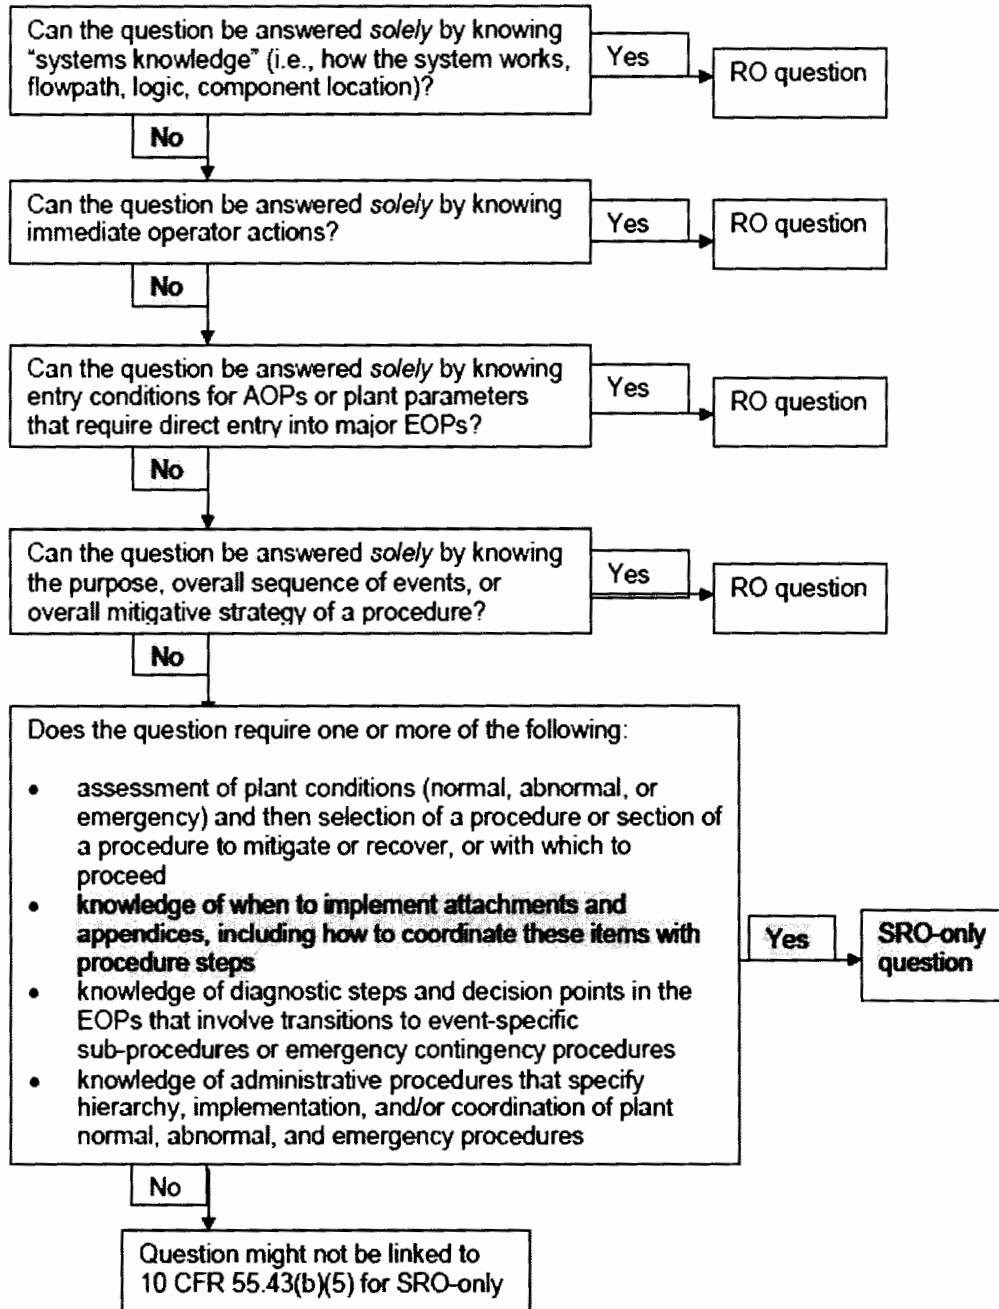 Can the question be answered solely by knowing
"systems knowledge" (i.e., how the system works,
flowpath, logic, component location)?
Yes
RO question
No
Can the question be answered solely by knowing
immediate operator actions?
Yes
RO question
No
Can the question be answered solely by knowing
entry conditions for AOPs or plant parameters
that require direct entry into major EOPs?
Yes
RO question
No
Can the question be answered solely by knowing
the purpose, overall sequence of events, or
overall mitigative strategy of a procedure?
Yes
RO question
No
Does the question require one or more of the following:
• assessment of plant conditions (normal, abnormal, or
emergency) and then selection of a procedure or section of
a procedure to mitigate or recover, or with which to
proceed
• knowledge of when to implement attachments and
appendices, including how to coordinate these items with
procedure steps
• knowledge of diagnostic steps and decision points in the
EOPs that involve transitions to event-specific
sub-procedures or emergency contingency procedures
• knowledge of administrative procedures that specify
hierarchy, implementation, and/or coordination of plant
normal, abnormal, and emergency procedures
Yes
SRO-only
question
No
Question might not be linked to
10 CFR 55.43(b)(5) for SRO-only